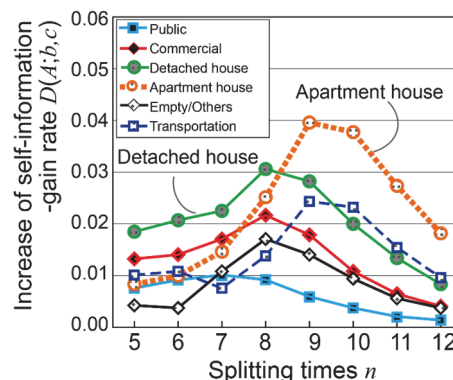 Increase of self-information
-gain rate D(A;b,c)
0.06
0.05
0.04
0.03
0.02
0.01
0.00
Public
Commercial
Detached house
Apartment house
Empty/Others
Transportation
Apartment house
Detached house
5 6 7 8 9 10 11 12
Splitting times n